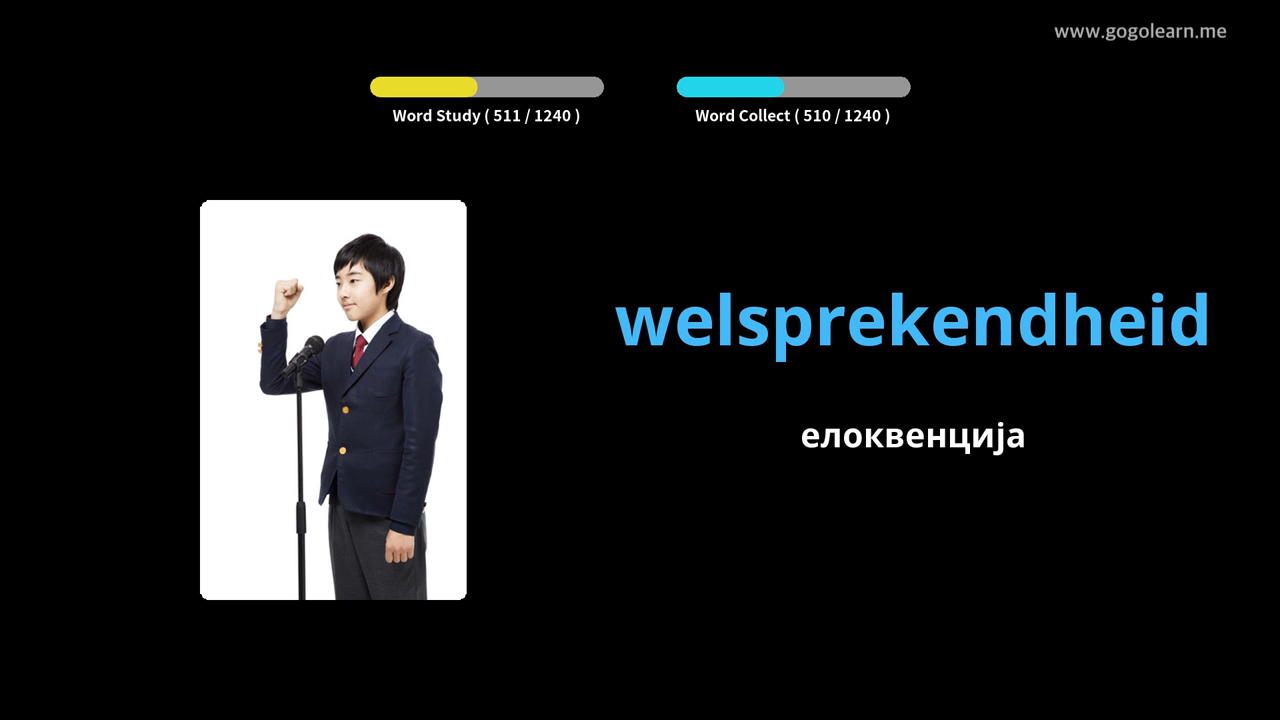 www.gogolearn.me
Word Study ( 511 / 1240 )
Word Collect ( 510 / 1240 )
welsprekendheid
елоквенција